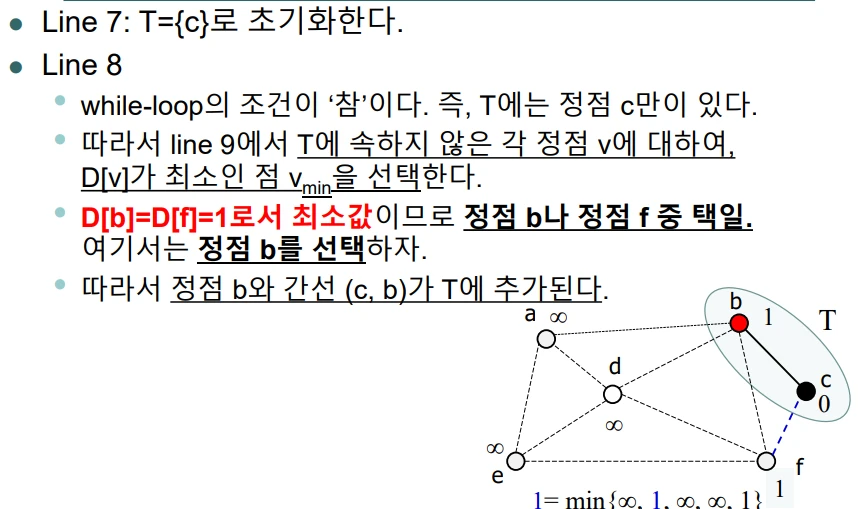 Line 7: T={c}로 초기화한다.
Line 8
while-loop의 조건이 ‘참’이다. 즉, T에는 정점 c만이 있다.
따라서 line 9에서 T에 속하지 않은 각 정점 v에 대하여,
D[v]가 최소인 점 vmin을 선택한다.
D[b]=D[f]=1로서 최소값이므로 정점 b나 정점 f 중 택일.
여기서는 정점 b를 선택하자.
따라서 정점 b와 간선 (c, b)가 T에 추가된다.
a ∞
b 1
T
d
∞
c
0
∞
e
f
1
1= min{∞, 1, ∞, ∞, 1}